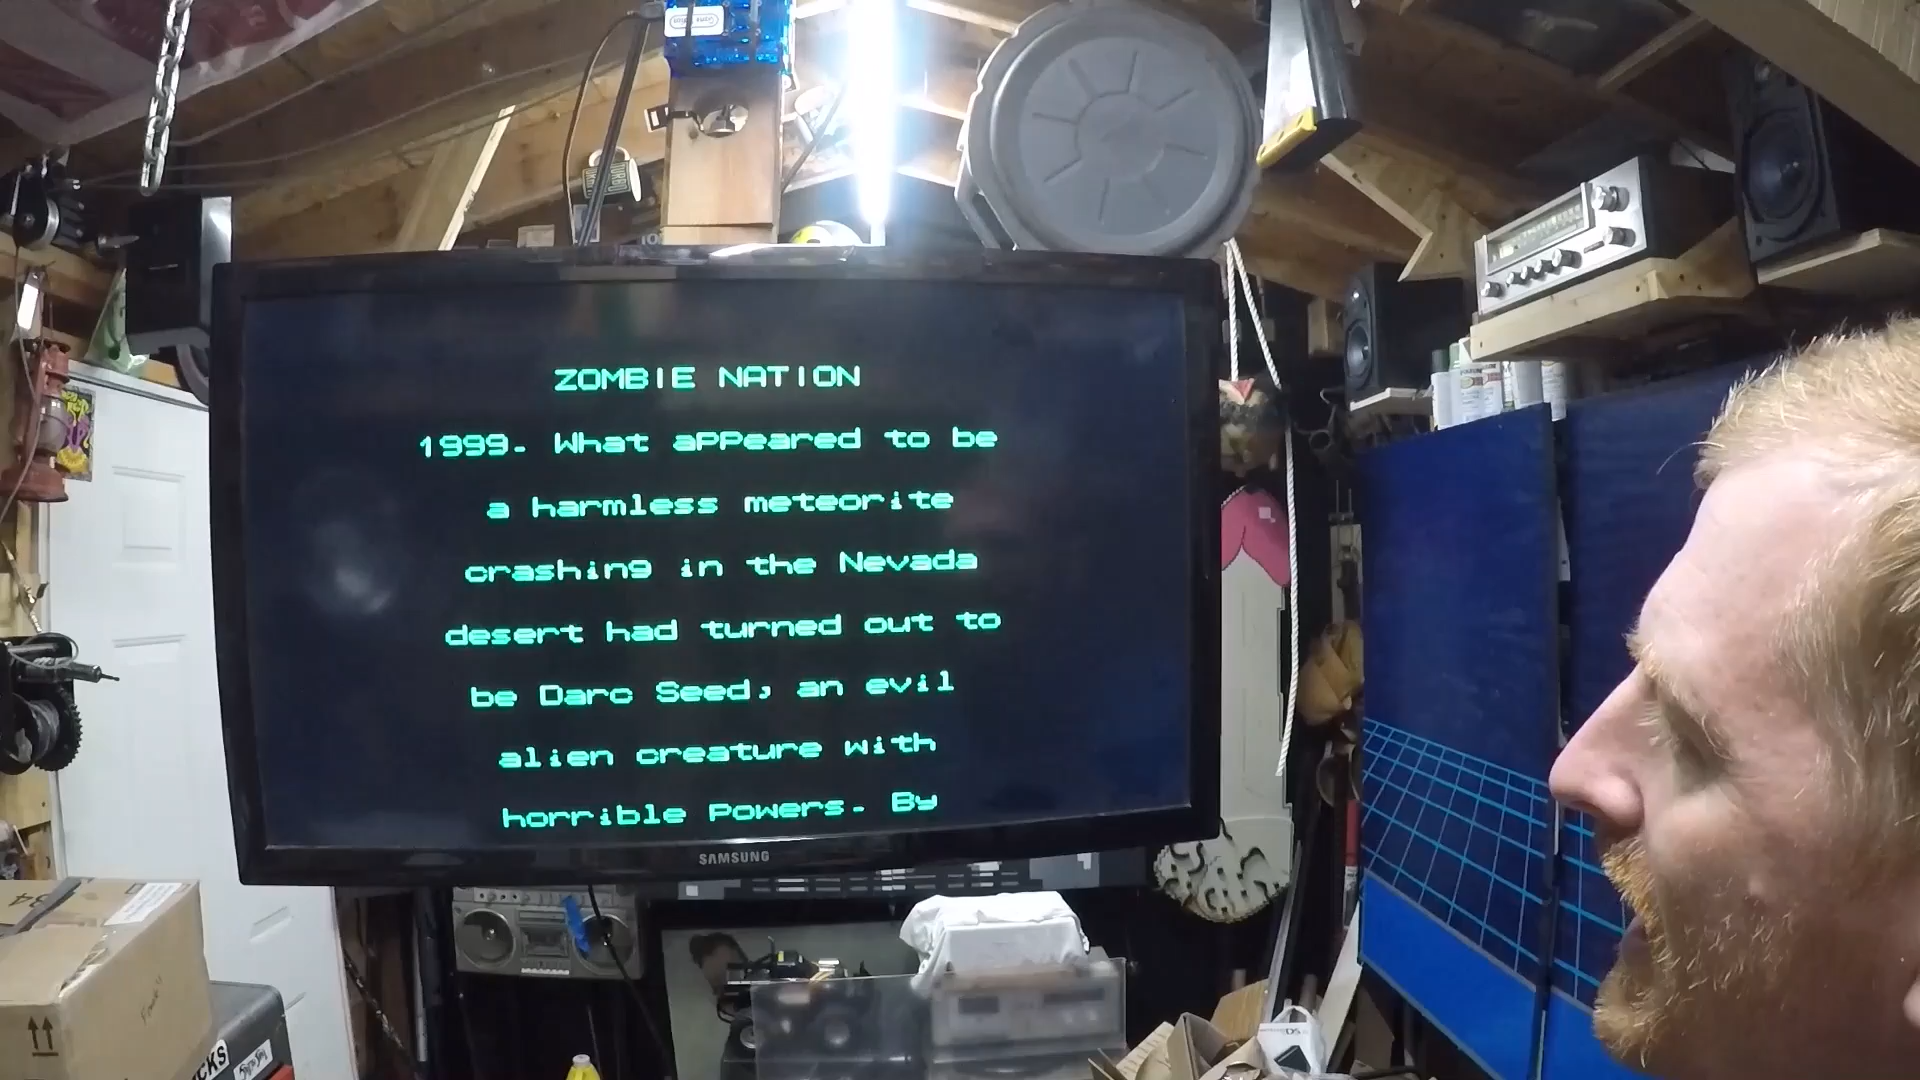 ZOMBIE NATION
1999. What appeared to be
a harmless meteorite
crashing in the Nevada
desert had turned out to
be Darc Seed, an evil
alien creature with
horrible powers. By
SAMSUNG